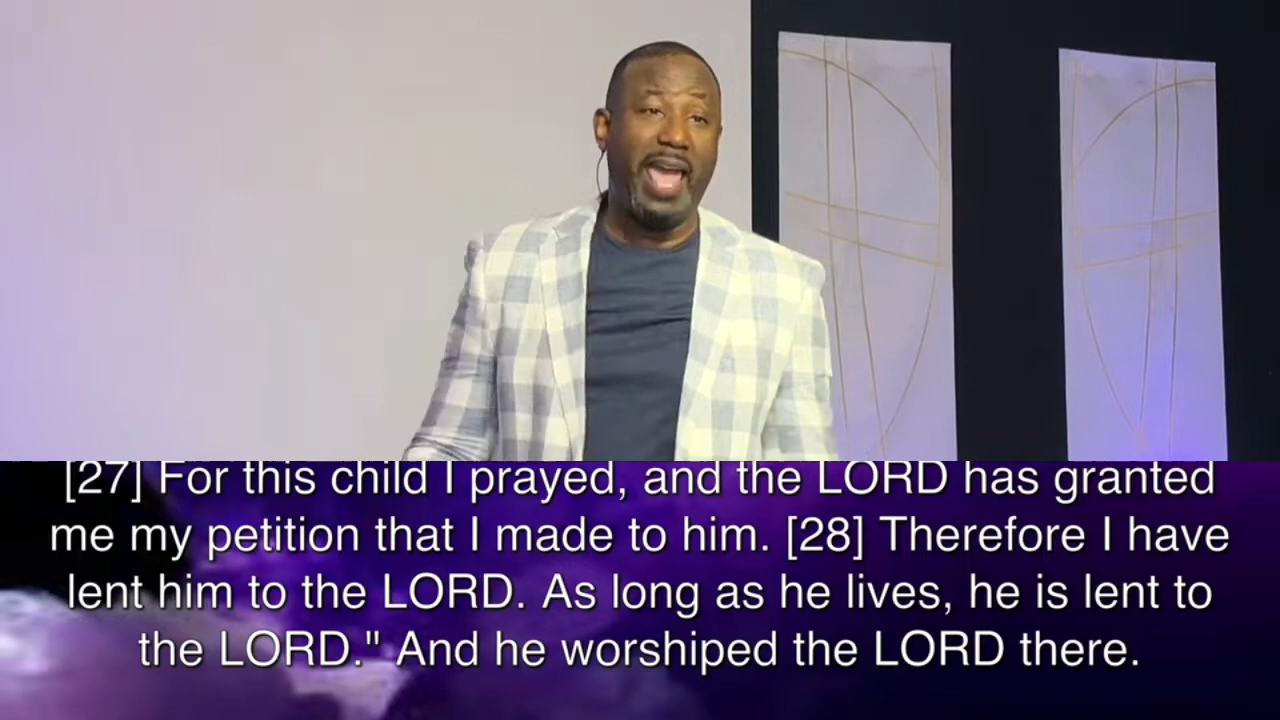 [27] For this child I prayed, and the LORD has granted
me my petition that I made to him. [28] Therefore I have
lent him to the LORD. As long as he lives, he is lent to
the LORD." And he worshiped the LORD there.